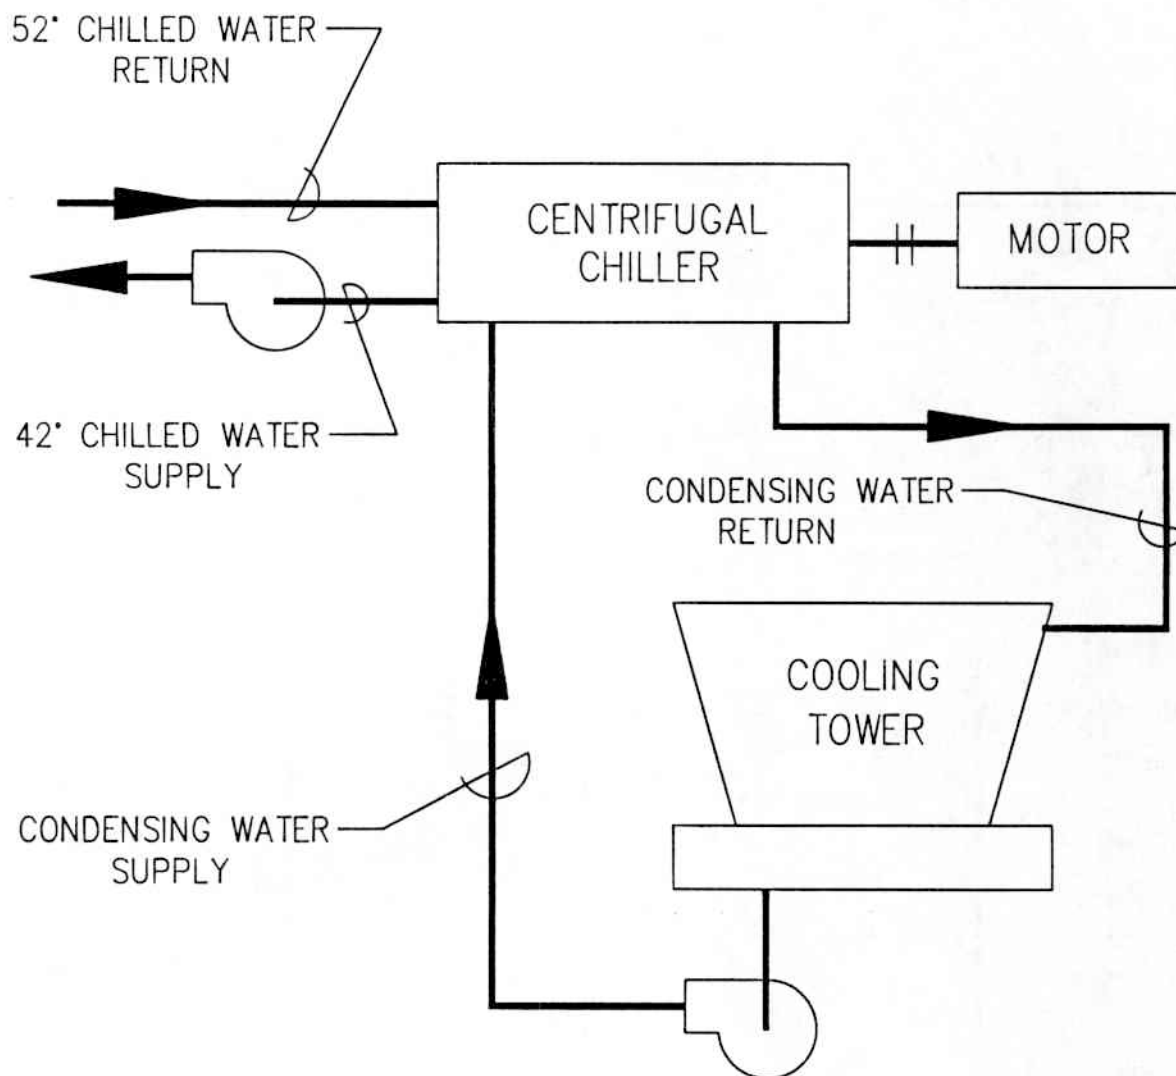 52° CHILLED WATER
RETURN
CENTRIFUGAL
CHILLER
MOTOR
42° CHILLED WATER
SUPPLY
CONDENSING WATER
RETURN
COOLING
TOWER
CONDENSING WATER
SUPPLY